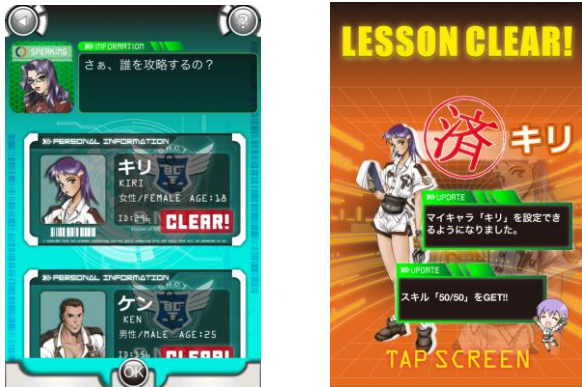 SPEAKING
INFORMATION
さぁ、誰を攻略するの？
PERSONAL INFORMATION
キリ
KIRI
女性/FEMALE AGE:18
ID:294
CLEAR!
PERSONAL INFORMATION
ケン
KEN
男性/MALE AGE:25
CLEAR!
OK
LESSON CLEAR!
済
キリ
UPDATE
マイキャラ「キリ」を設定でき
るようになりました。
UPDATE
スキル「50/50」をGET!!
TAP SCREEN